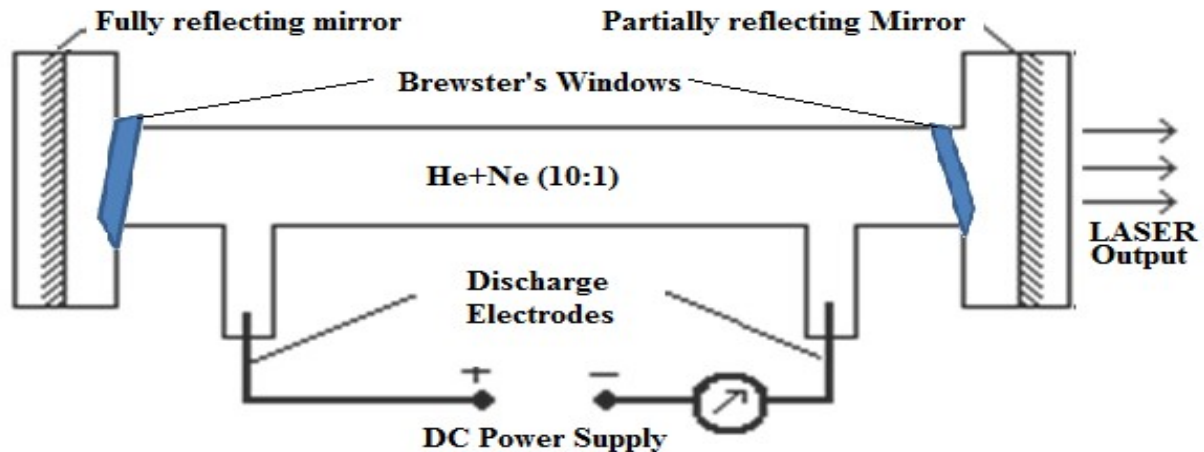 Fully reflecting mirror
Partially reflecting Mirror
Brewster's Windows
He+Ne (10:1)
LASER
Output
Discharge
Electrodes
+
−
DC Power Supply